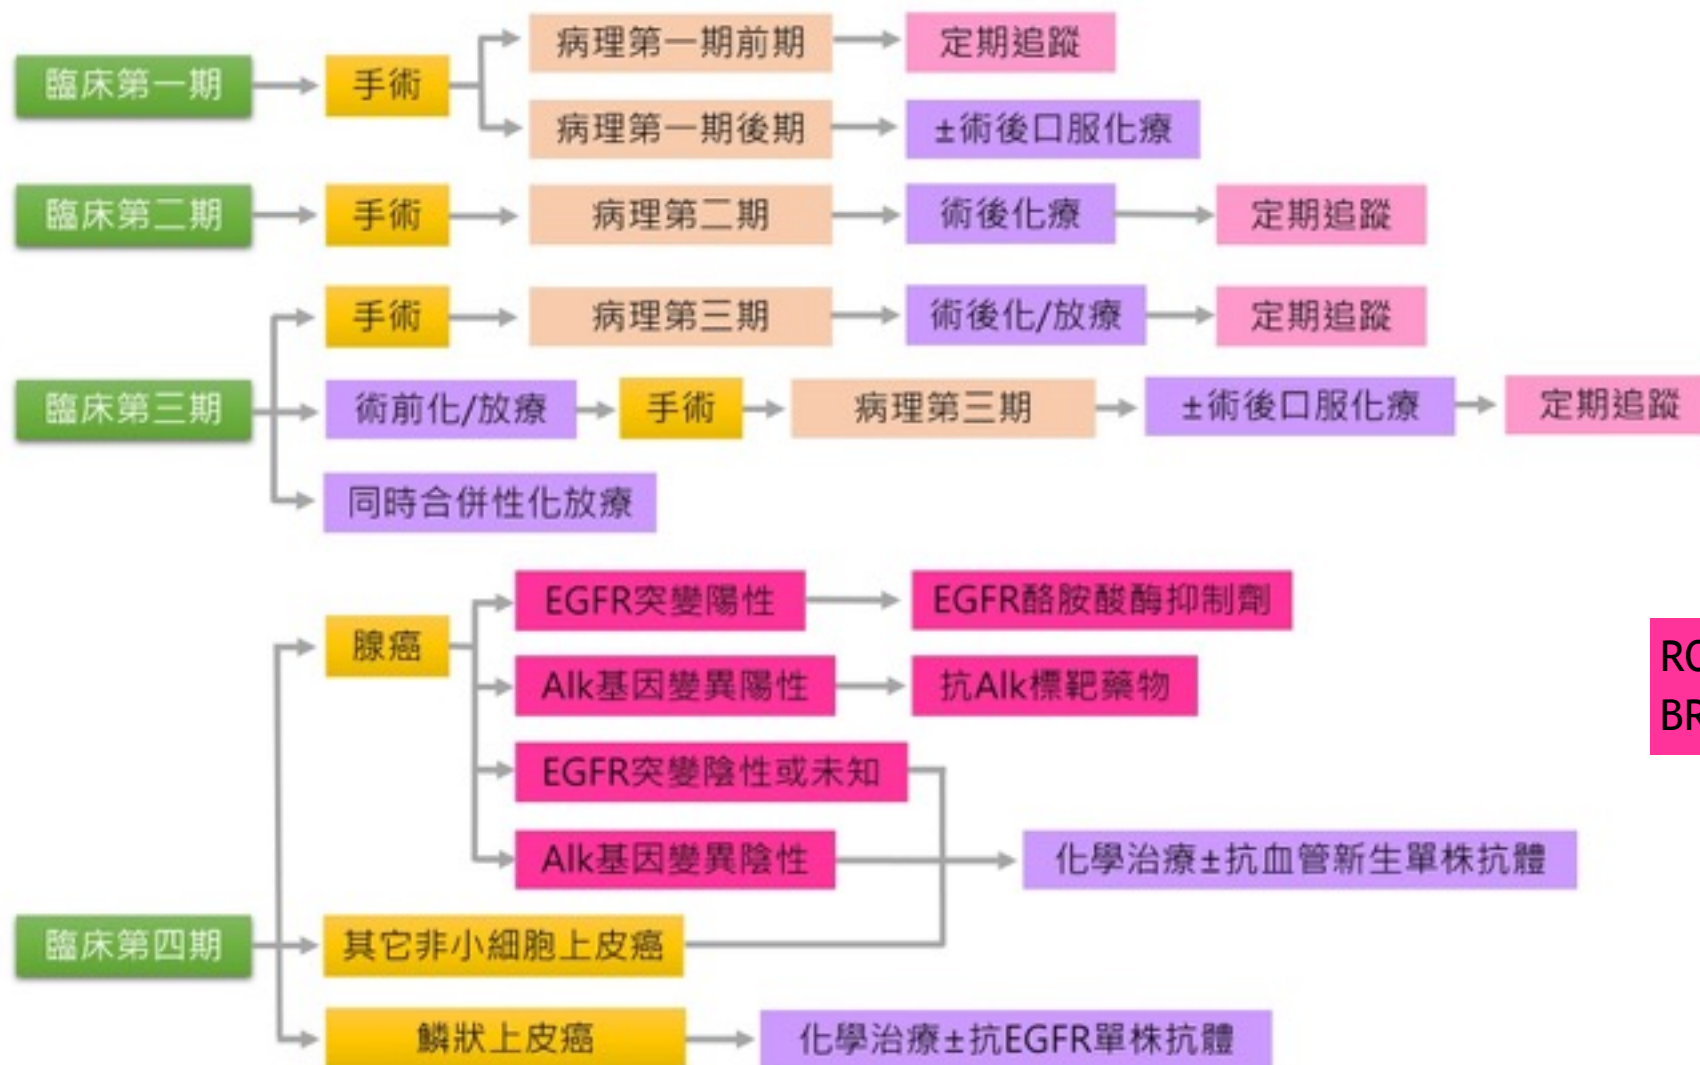 臨床第一期
手術
病理第一期前期
定期追蹤
病理第一期後期
±術後口服化療
臨床第二期
手術
病理第二期
術後化療
定期追蹤
臨床第三期
手術
病理第三期
術後化/放療
定期追蹤
術前化/放療
手術
病理第三期
±術後口服化療
定期追蹤
同時合併性化放療
臨床第四期
腺癌
EGFR突變陽性
EGFR酪胺酸酶抑制劑
Alk基因變異陽性
抗Alk標靶藥物
EGFR突變陰性或未知
Alk基因變異陰性
化學治療±抗血管新生單株抗體
其它非小細胞上皮癌
鱗狀上皮癌
化學治療±抗EGFR單株抗體